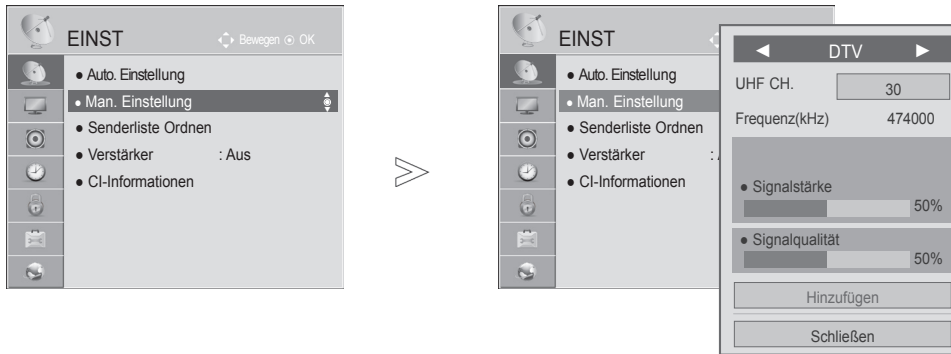 EINST
Bewegen OK
● Auto. Einstellung
● Man. Einstellung
● Senderliste Ordnen
● Verstärker : Aus
● CI-Informationen
EINST
● Auto. Einstellung
● Man. Einstellung
● Senderliste Ordnen
● Verstärker :
● CI-Informationen
◄ DTV ►
UHF CH. 30
Frequenz(kHz) 474000
● Signalstärke
50%
● Signalqualität
50%
Hinzufügen
Schließen